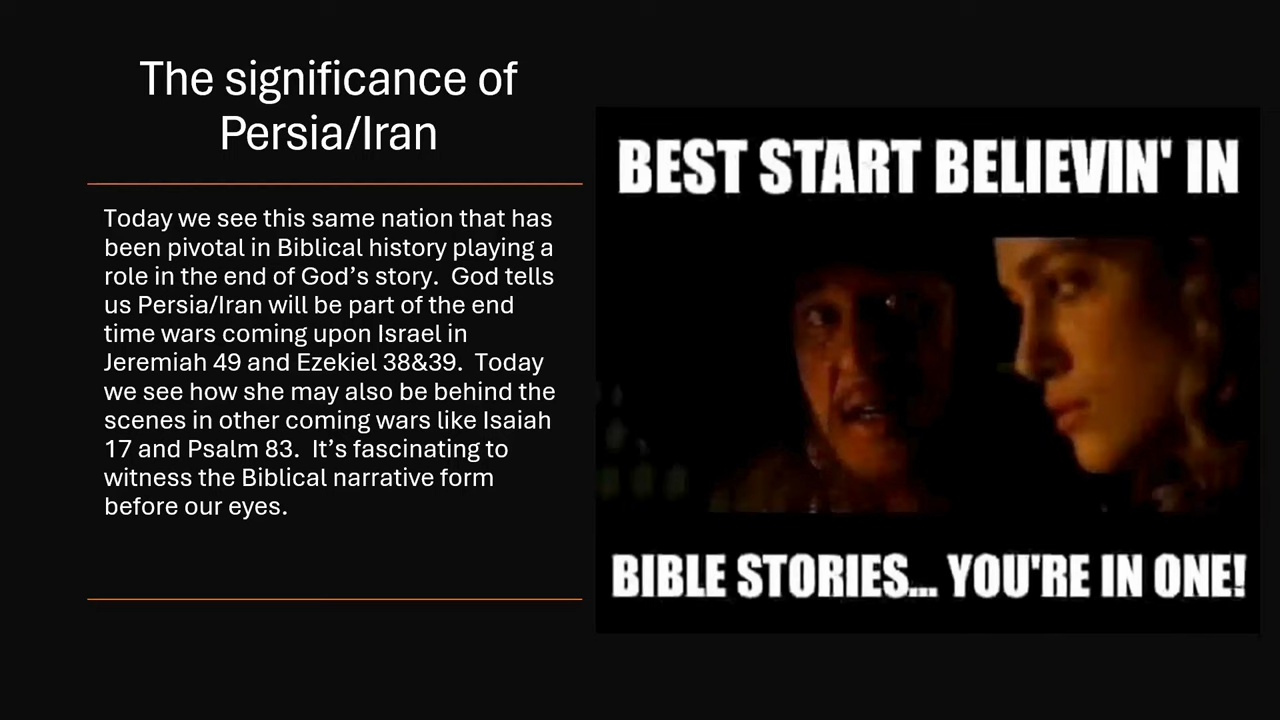 The significance of
Persia/Iran
Today we see this same nation that has
been pivotal in Biblical history playing a
role in the end of God’s story.  God tells
us Persia/Iran will be part of the end
time wars coming upon Israel in
Jeremiah 49 and Ezekiel 38&39.  Today
we see how she may also be behind the
scenes in other coming wars like Isaiah
17 and Psalm 83.  It’s fascinating to
witness the Biblical narrative form
before our eyes.
BEST START BELIEVIN' IN
BIBLE STORIES... YOU'RE IN ONE!